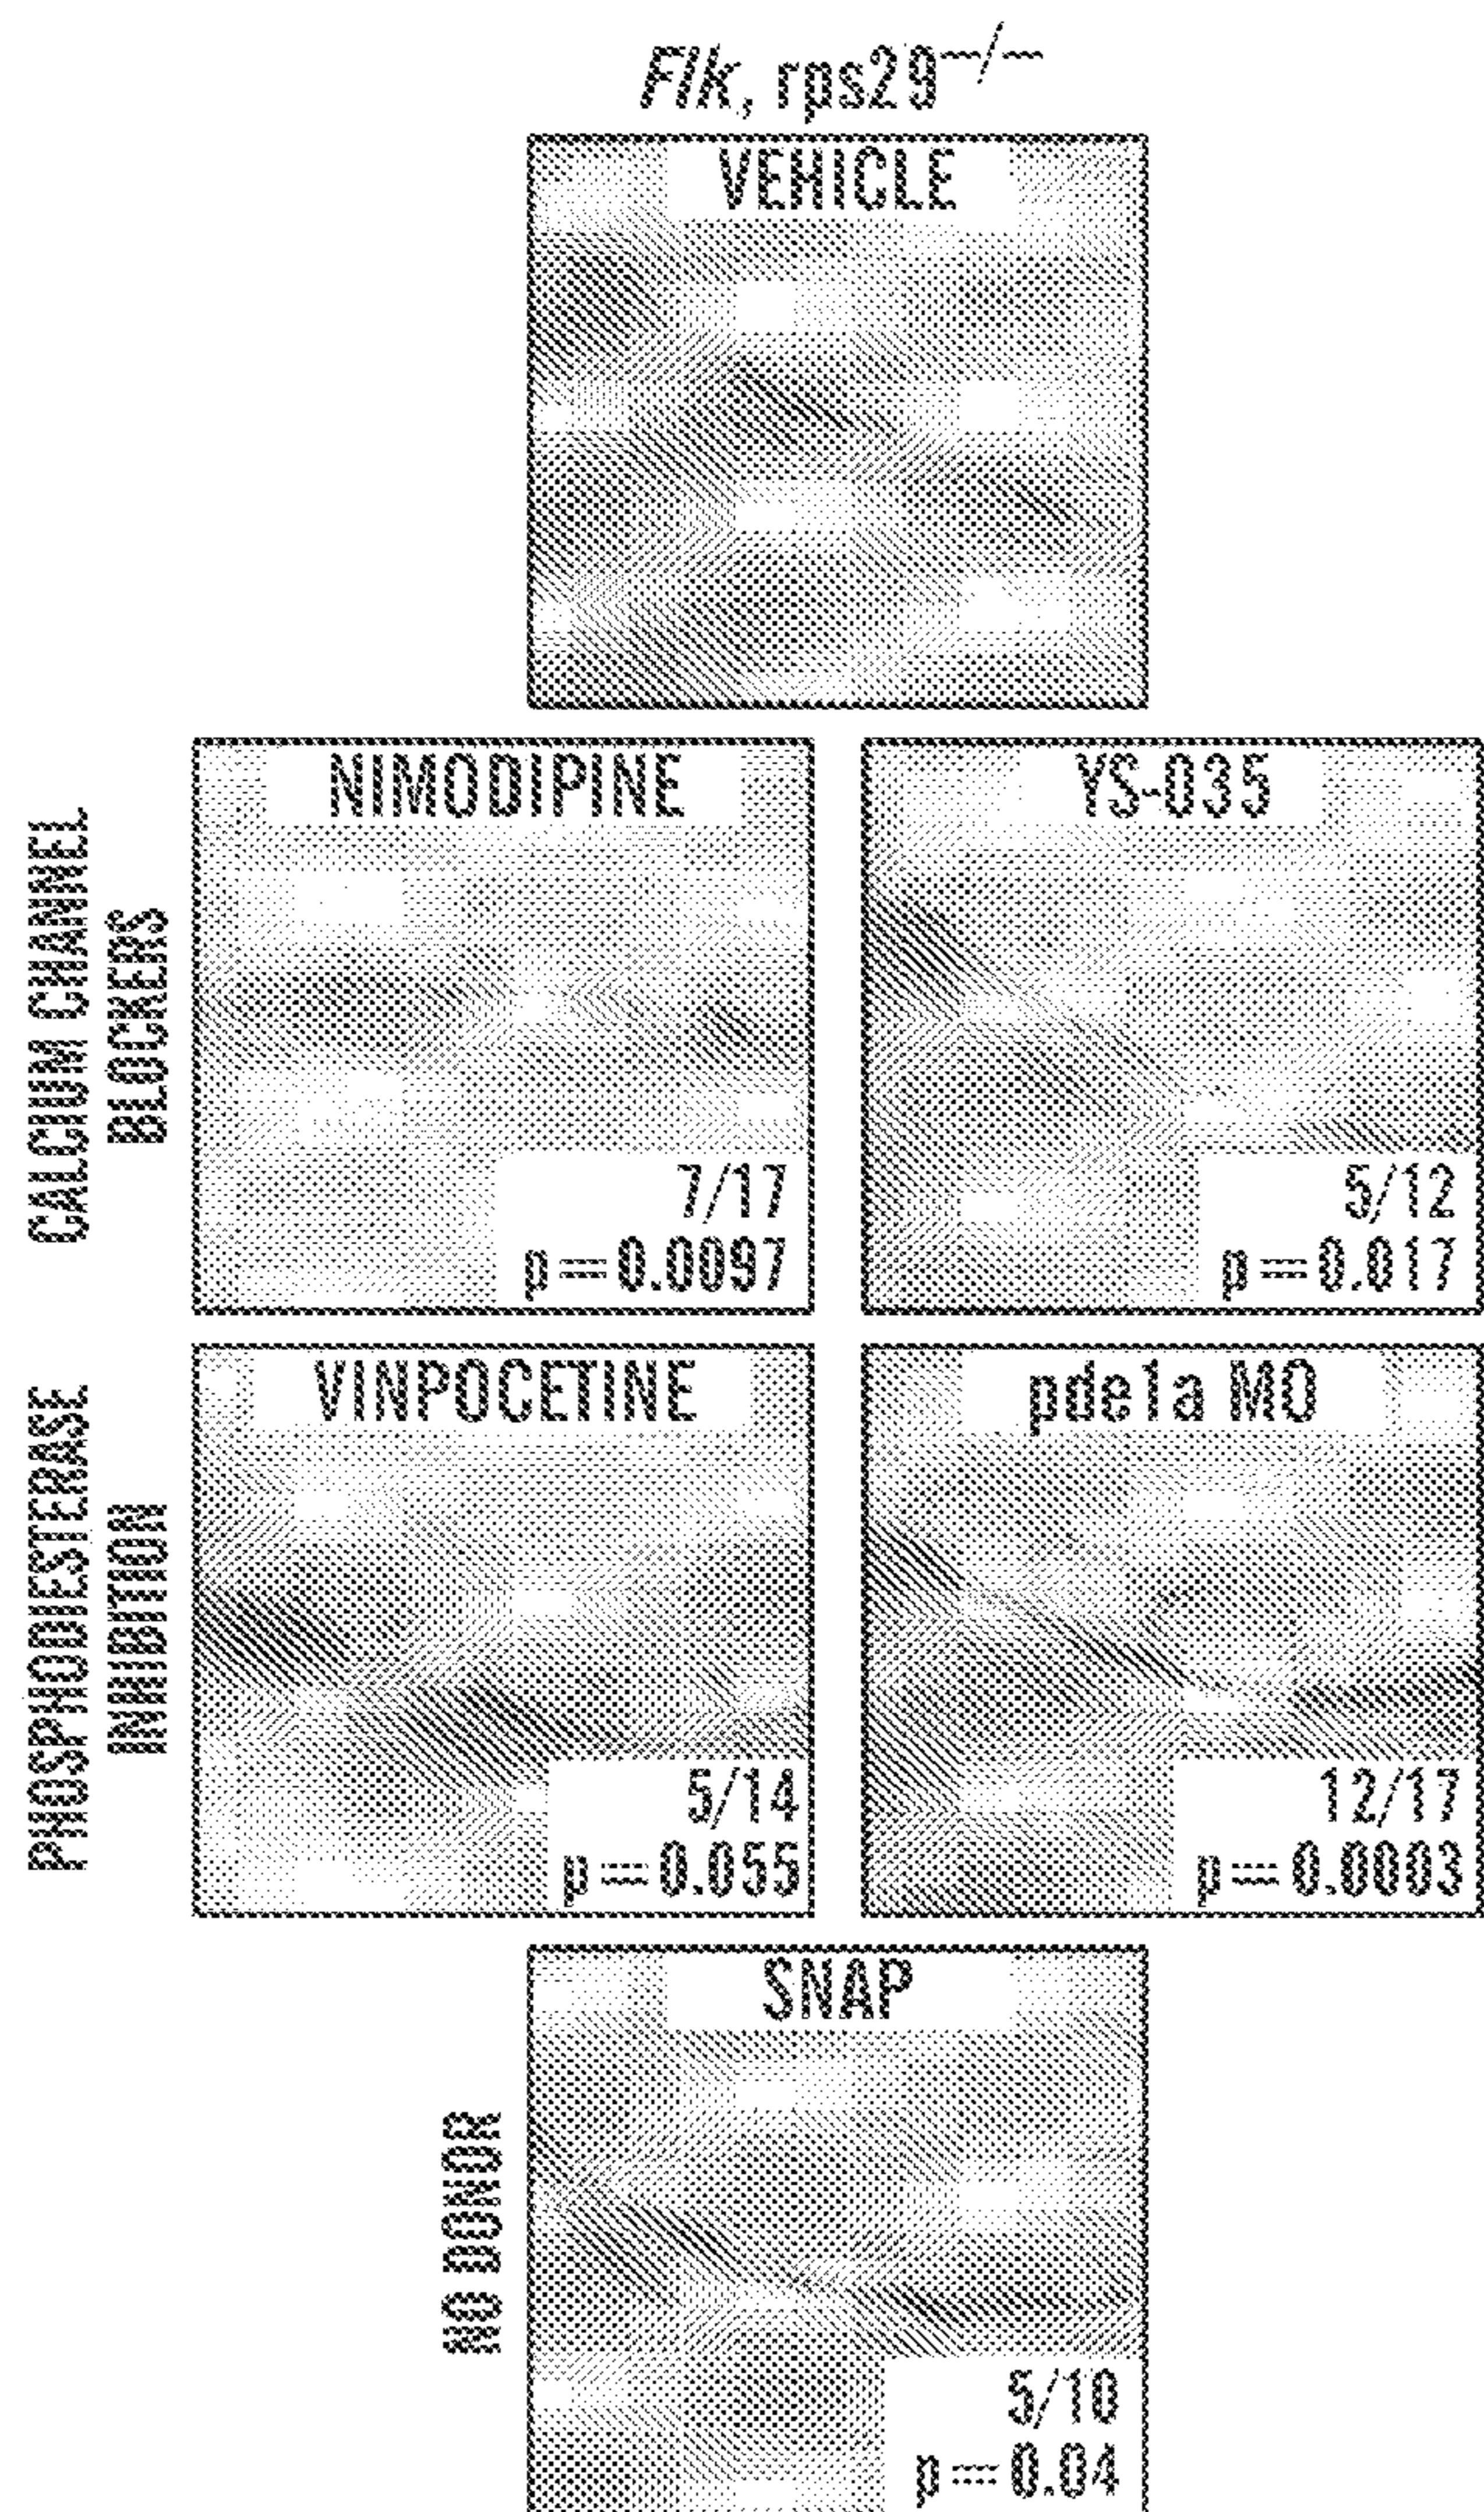 Flk, rps29−/−
VEHICLE
CALCIUM CHANNEL
BLOCKERS
NIMODIPINE
7/17
p=0.0097
YS-035
5/12
p=0.017
PHOSPHODIESTERASE
INHIBITION
VINPOCETINE
5/14
p=0.055
pde1a MO
12/17
p=0.0003
NO DONOR
SNAP
5/10
p=0.04